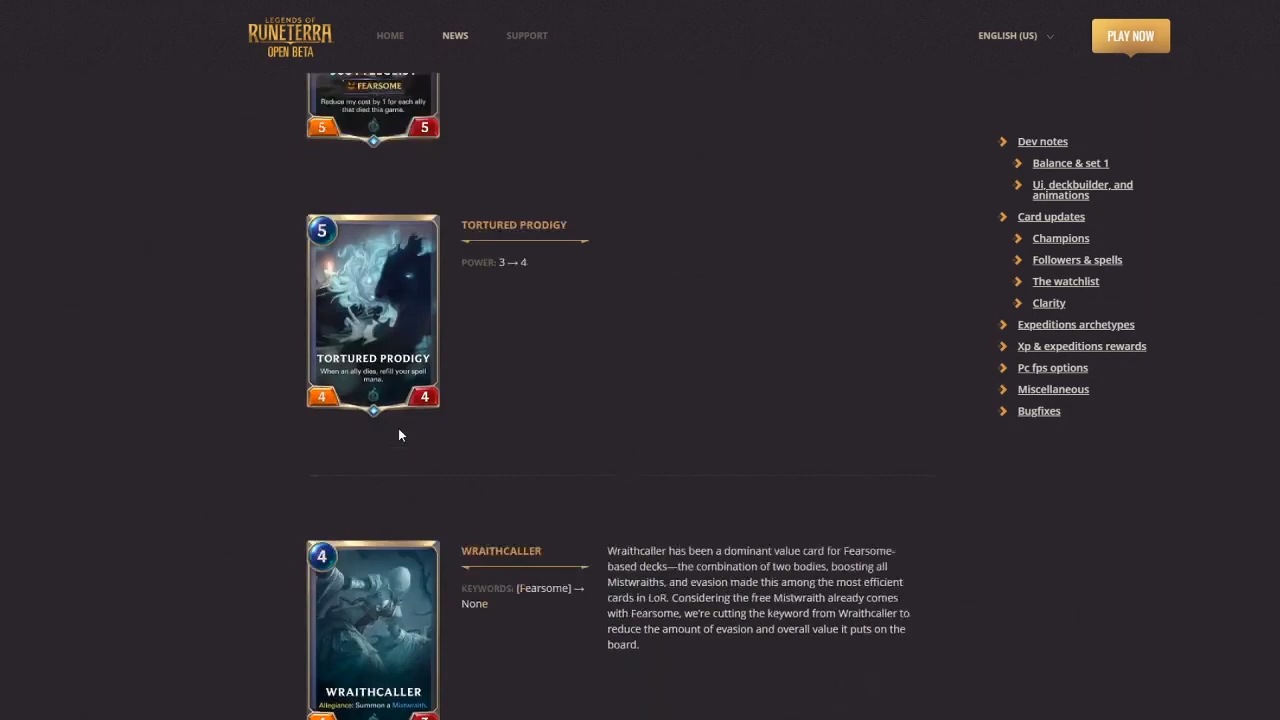 LEGENDS OF
RUNETERRA
OPEN BETA
HOME
NEWS
SUPPORT
ENGLISH (US)
PLAY NOW
FEARSOME
Reduce my cost by 1 for each ally
that died this game.
5
5
5
TORTURED PRODIGY
When an ally dies, refill your spell
mana.
4
4
TORTURED PRODIGY
POWER: 3 → 4
4
WRAITHCALLER
Allegiance: Summon a Mistwraith.
WRAITHCALLER
KEYWORDS: [Fearsome] →
None
Wraithcaller has been a dominant value card for Fearsome-
based decks—the combination of two bodies, boosting all
Mistwraiths, and evasion made this among the most efficient
cards in LoR. Considering the free Mistwraith already comes
with Fearsome, we're cutting the keyword from Wraithcaller to
reduce the amount of evasion and overall value it puts on the
board.
Dev notes
Balance & set 1
Ui, deckbuilder, and
animations
Card updates
Champions
Followers & spells
The watchlist
Clarity
Expeditions archetypes
Xp & expeditions rewards
Pc fps options
Miscellaneous
Bugfixes